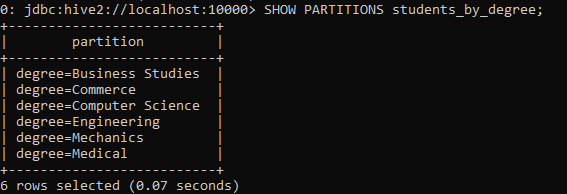 0: jdbc:hive2://localhost:10000> SHOW PARTITIONS students_by_degree;
+--------------------------+
|        partition         |
+--------------------------+
| degree=Business Studies  |
| degree=Commerce          |
| degree=Computer Science  |
| degree=Engineering       |
| degree=Mechanics         |
| degree=Medical           |
+--------------------------+
6 rows selected (0.07 seconds)